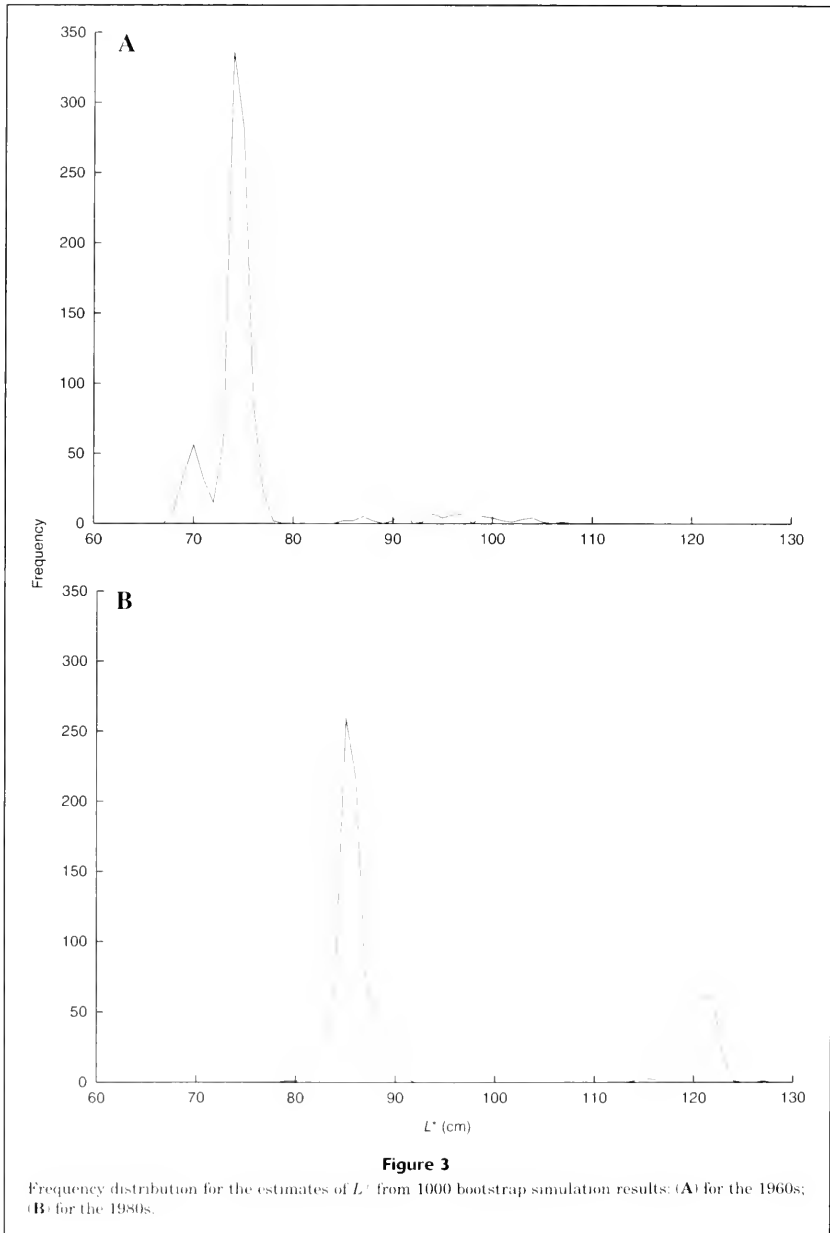 A
350
300
250
200
150
100
50
0
60 70 80 90 100 110 120 130
Frequency
B
350
300
250
200
150
100
50
0
60 70 80 90 100 110 120 130
L* (cm)
Figure 3
Frequency distribution for the estimates of L* from 1000 bootstrap simulation results: (A) for the 1960s;
(B) for the 1980s.